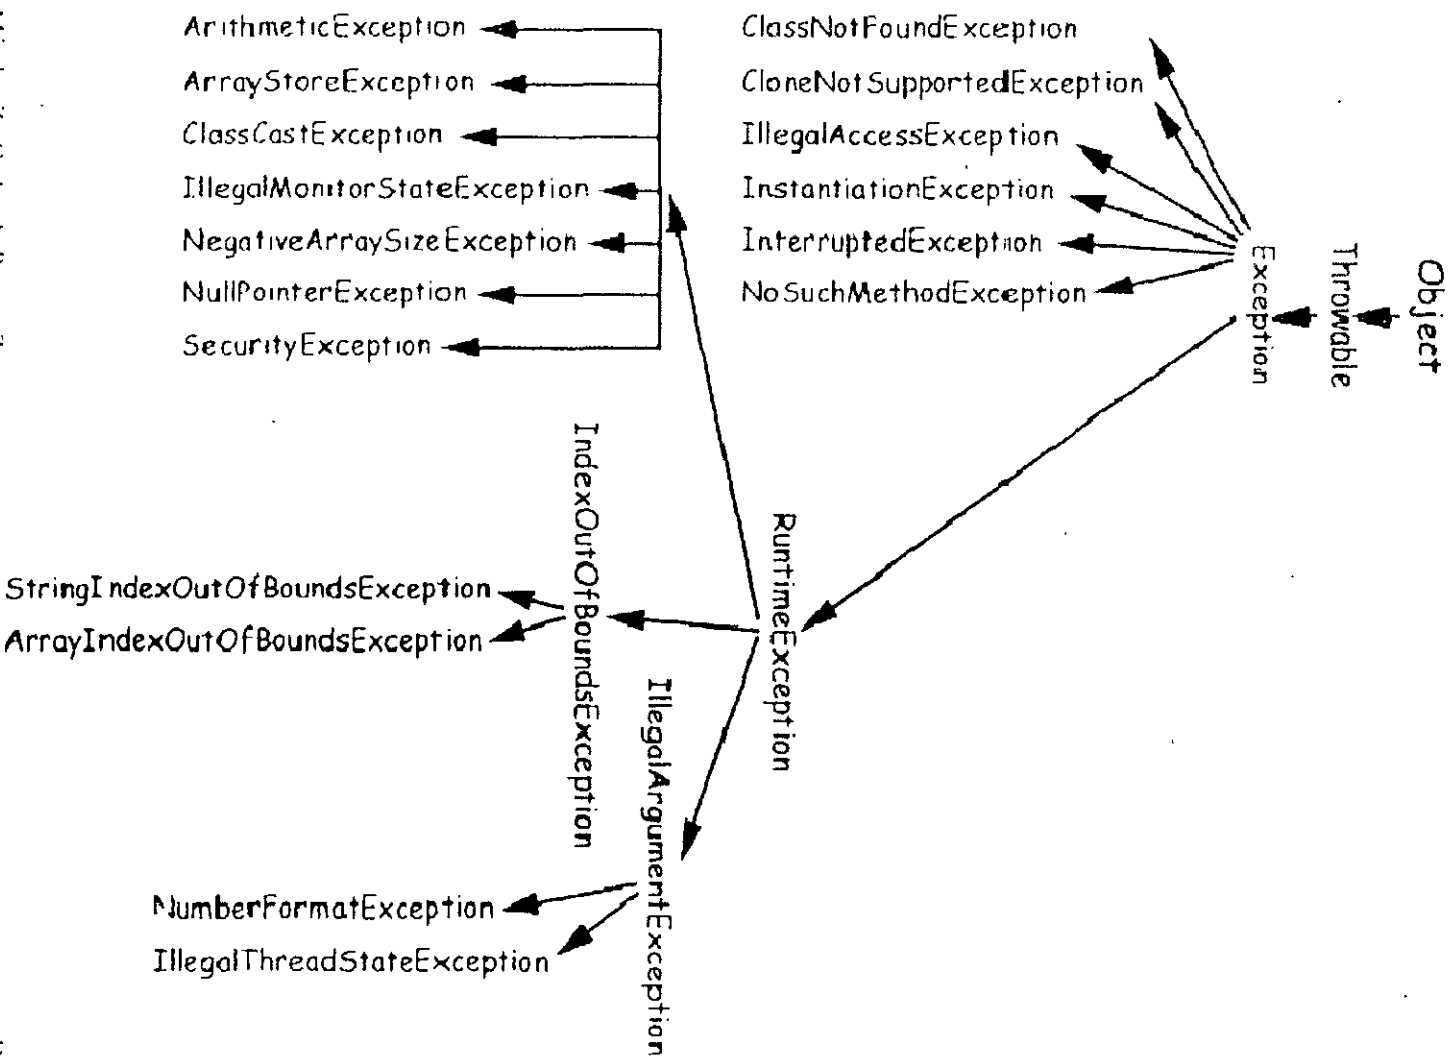 ArithmeticException
ArrayStoreException
ClassCastException
IllegalMonitorStateException
NegativeArraySizeException
NullPointerException
SecurityException
ClassNotFoundException
CloneNotSupportedException
IllegalAccessException
InstantiationException
InterruptedException
NoSuchMethodException
Exception
Throwable
Object
IndexOutOfBoundsException
RuntimeException
StringIndexOutOfBoundsException
ArrayIndexOutOfBoundsException
IllegalArgumentException
NumberFormatException
IllegalThreadStateException